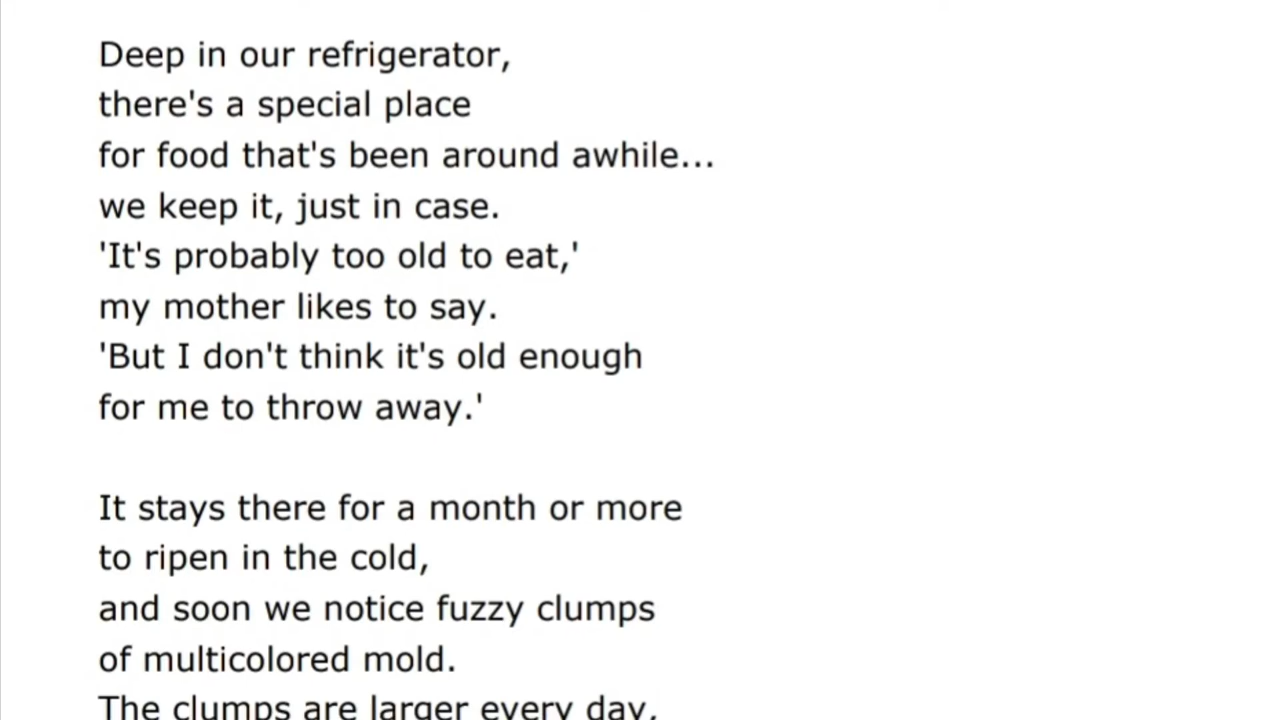 Deep in our refrigerator,
there's a special place
for food that's been around awhile...
we keep it, just in case.
'It's probably too old to eat,'
my mother likes to say.
'But I don't think it's old enough
for me to throw away.'

It stays there for a month or more
to ripen in the cold,
and soon we notice fuzzy clumps
of multicolored mold.
The clumps are larger every day,